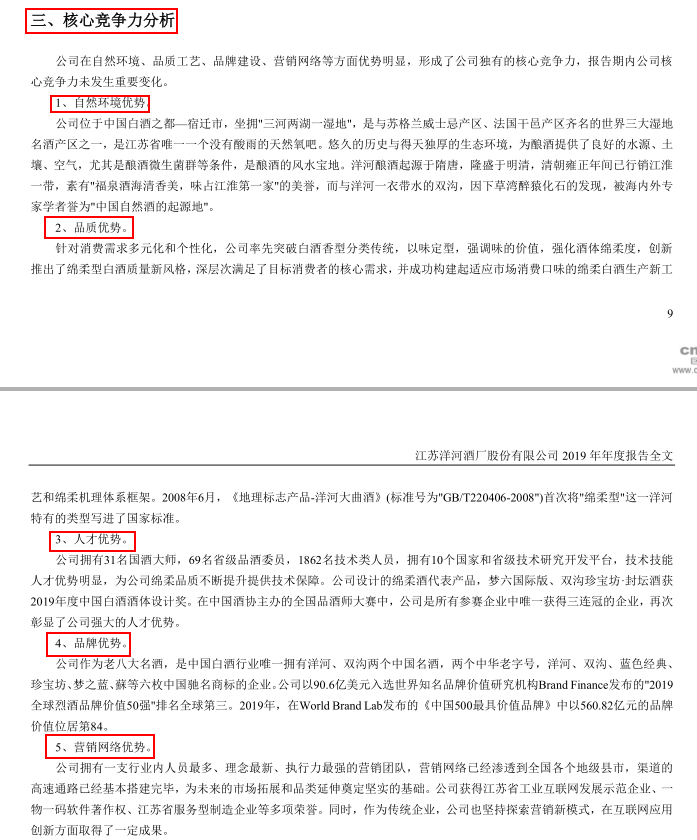 三、核心竞争力分析
公司在自然环境、品质工艺、品牌建设、营销网络等方面优势明显，形成了公司独有的核心竞争力，报告期内公司核
心竞争力未发生重要变化。
1、自然环境优势。
公司位于中国白酒之都—宿迁市，坐拥"三河两湖一湿地"，是与苏格兰威士忌产区、法国干邑产区齐名的世界三大湿地
名酒产区之一，是江苏省唯一一个没有酸雨的天然氧吧。悠久的历史与得天独厚的生态环境，为酿酒提供了良好的水源、土
壤、空气，尤其是酿酒微生菌群等条件，是酿酒的风水宝地。洋河酿酒起源于隋唐，隆盛于明清，清朝雍正年间已行销江淮
一带，素有"福泉酒海清香美，味占江淮第一家"的美誉，而与洋河一衣带水的双沟，因下草湾醉猿化石的发现，被海内外专
家学者誉为"中国自然酒的起源地"。
2、品质优势。
针对消费需求多元化和个性化，公司率先突破白酒香型分类传统，以味定型，强调味的价值，强化酒体绵柔度，创新
推出了绵柔型白酒质量新风格，深层次满足了目标消费者的核心需求，并成功构建起适应市场消费口味的绵柔白酒生产新工
9
江苏洋河酒厂股份有限公司 2019 年年度报告全文
艺和绵柔机理体系框架。2008年6月，《地理标志产品-洋河大曲酒》(标准号为"GB/T220406-2008")首次将"绵柔型"这一洋河
特有的类型写进了国家标准。
3、人才优势。
公司拥有31名国酒大师，69名省级品酒委员，1862名技术类人员，拥有10个国家和省级技术研究开发平台，技术技能
人才优势明显，为公司绵柔品质不断提升提供技术保障。公司设计的绵柔酒代表产品，梦六国际版、双沟珍宝坊·封坛酒获
2019年度中国白酒酒体设计奖。在中国酒协主办的全国品酒师大赛中，公司是所有参赛企业中唯一获得三连冠的企业，再次
彰显了公司强大的人才优势。
4、品牌优势。
公司作为老八大名酒，是中国白酒行业唯一拥有洋河、双沟两个中国名酒，两个中华老字号，洋河、双沟、蓝色经典、
珍宝坊、梦之蓝、蘇等六枚中国驰名商标的企业。公司以90.6亿美元入选世界知名品牌价值研究机构Brand Finance发布的"2019
全球烈酒品牌价值50强"排名全球第三。2019年，在World Brand Lab发布的《中国500最具价值品牌》中以560.82亿元的品牌
价值位居第84。
5、营销网络优势。
公司拥有一支行业内人员最多、理念最新、执行力最强的营销团队，营销网络已经渗透到全国各个地级县市，渠道的
高速通路已经基本搭建完毕，为未来的市场拓展和品类延伸奠定坚实的基础。公司获得江苏省工业互联网发展示范企业、一
物一码软件著作权、江苏省服务型制造企业等多项荣誉。同时，作为传统企业，公司也坚持探索营销新模式，在互联网应用
创新方面取得了一定成果。